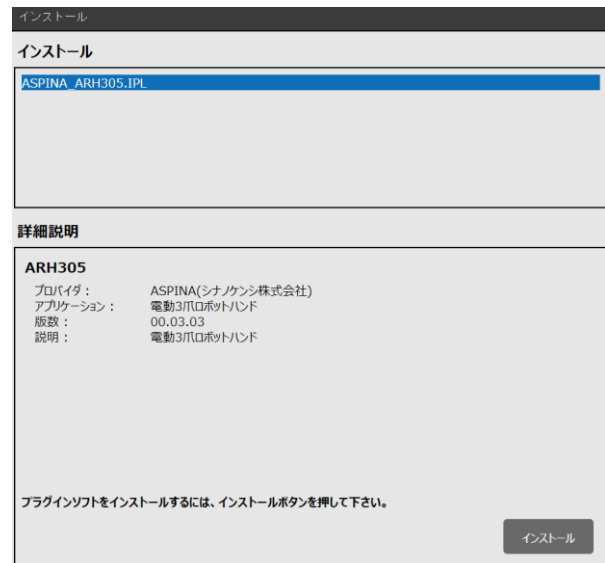 インストール
インストール
ASPINA_ARH305.IPL
詳細説明
ARH305
プロバイダ： ASPINA(シナノケンシ株式会社)
アプリケーション： 電動3爪ロボットハンド
版数： 00.03.03
説明： 電動3爪ロボットハンド
プラグインソフトをインストールするには、インストールボタンを押して下さい。
インストール